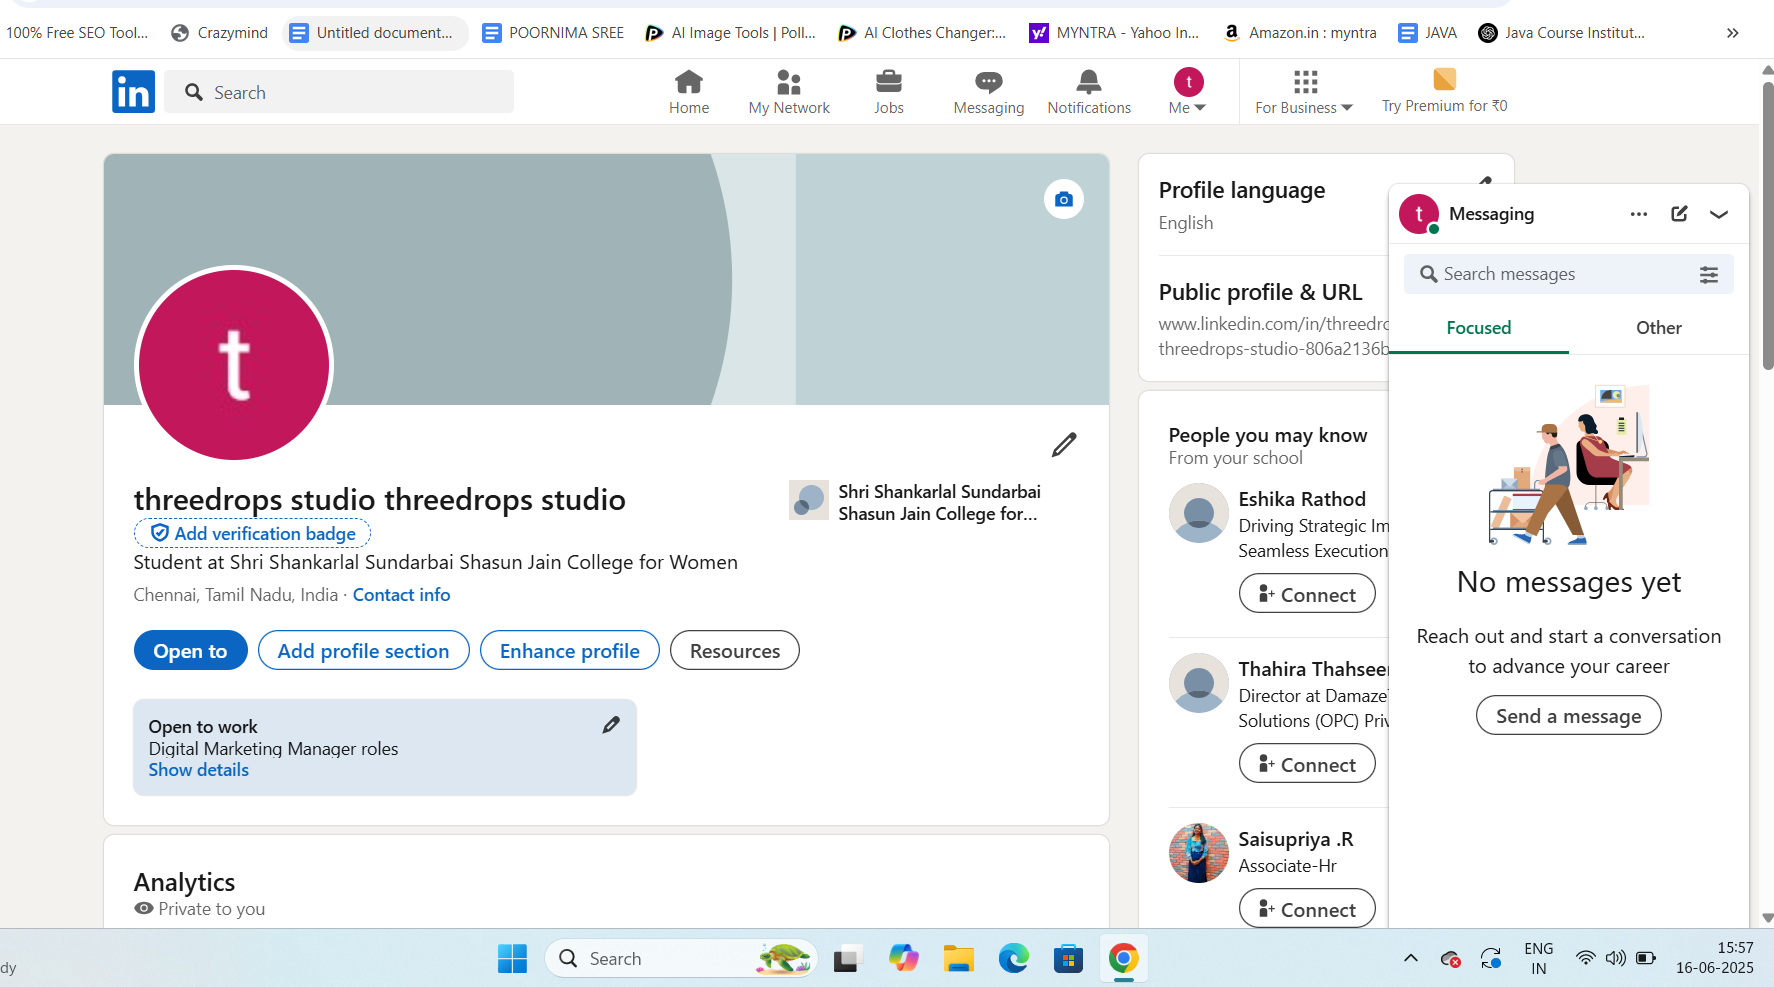 100% Free SEO Tool...
Crazymind
Untitled document...
POORNIMA SREE
AI Image Tools | Poll...
AI Clothes Changer:...
MYNTRA - Yahoo In...
Amazon.in : myntra
JAVA
Java Course Institut...
in
Search
Home
My Network
Jobs
Messaging
Notifications
t
Me
For Business
Try Premium for ₹0
t
threedrops studio threedrops studio
Add verification badge
Student at Shri Shankarlal Sundarbai Shasun Jain College for Women
Chennai, Tamil Nadu, India · Contact info
Shri Shankarlal Sundarbai
Shasun Jain College for...
Open to
Add profile section
Enhance profile
Resources
Open to work
Digital Marketing Manager roles
Show details
Analytics
Private to you
Profile language
English
Public profile & URL
www.linkedin.com/in/threedro
threedrops-studio-806a2136b
People you may know
From your school
Eshika Rathod
Driving Strategic Im
Seamless Execution
Connect
Thahira Thahseer
Director at Damaze
Solutions (OPC) Priv
Connect
Saisupriya .R
Associate-Hr
Connect
t
Messaging
Search messages
Focused
Other
No messages yet
Reach out and start a conversation
to advance your career
Send a message
dy
Search
ENG
IN
15:57
16-06-2025